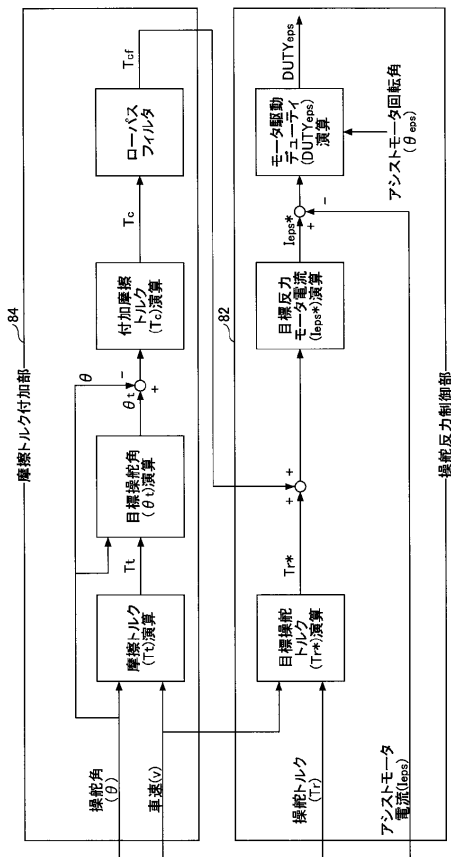 84
摩擦トルク付加部
操舵角
(θ)
車速(v)
摩擦トルク
(Tt)演算
Tt
目標操舵角
(θt)演算
θ
θt
+
−
付加摩擦
トルク
(Tc)演算
Tc
ローパス
フィルタ
Tcf
82
操舵反力制御部
操舵トルク
(Tr)
目標操舵
トルク
(Tr*)演算
Tr*
+
+
目標反力
モータ電流
(Ieps*)演算
Ieps*
+
−
モータ駆動
デューティ
(DUTYeps)
演算
DUTYeps
アシストモータ回転角
(θeps)
アシストモータ
電流(Ieps)